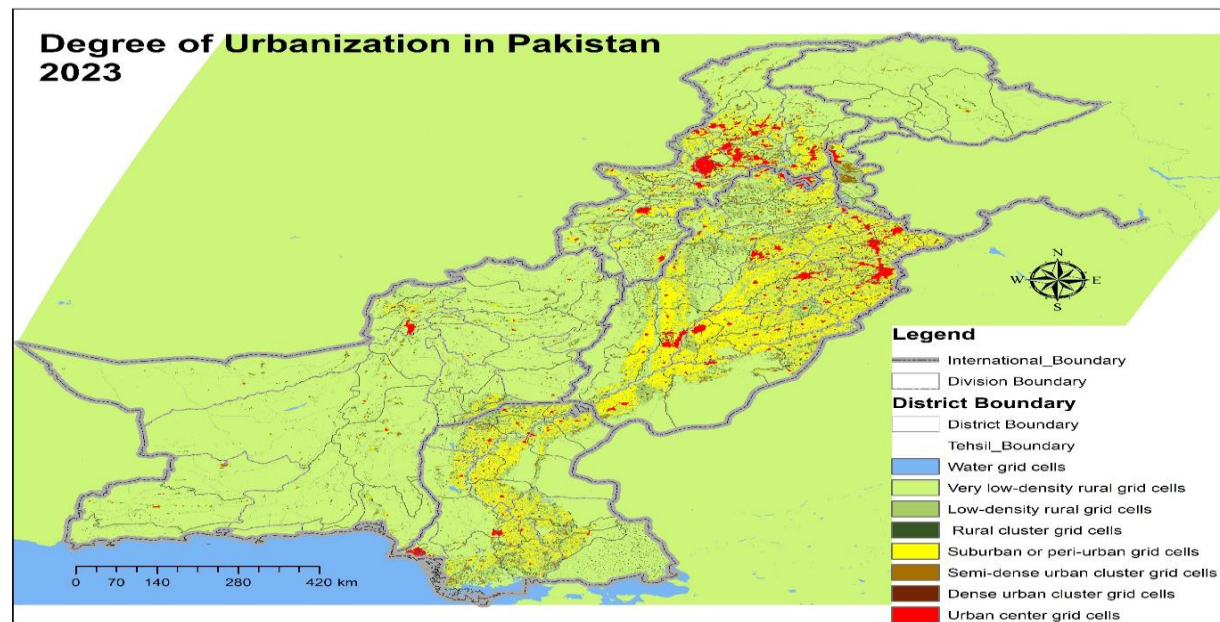 Degree of Urbanization in Pakistan
2023
N
W
E
S
Legend
International_Boundary
Division Boundary
District Boundary
District Boundary
Tehsil_Boundary
Water grid cells
Very low-density rural grid cells
Low-density rural grid cells
Rural cluster grid cells
Suburban or peri-urban grid cells
Semi-dense urban cluster grid cells
Dense urban cluster grid cells
Urban center grid cells
0 70 140 280 420 km